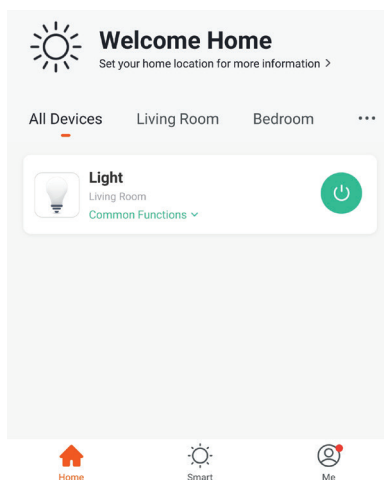 Welcome Home
Set your home location for more information >
All Devices Living Room Bedroom ...
Light
Living Room
Common Functions
Home Smart Me